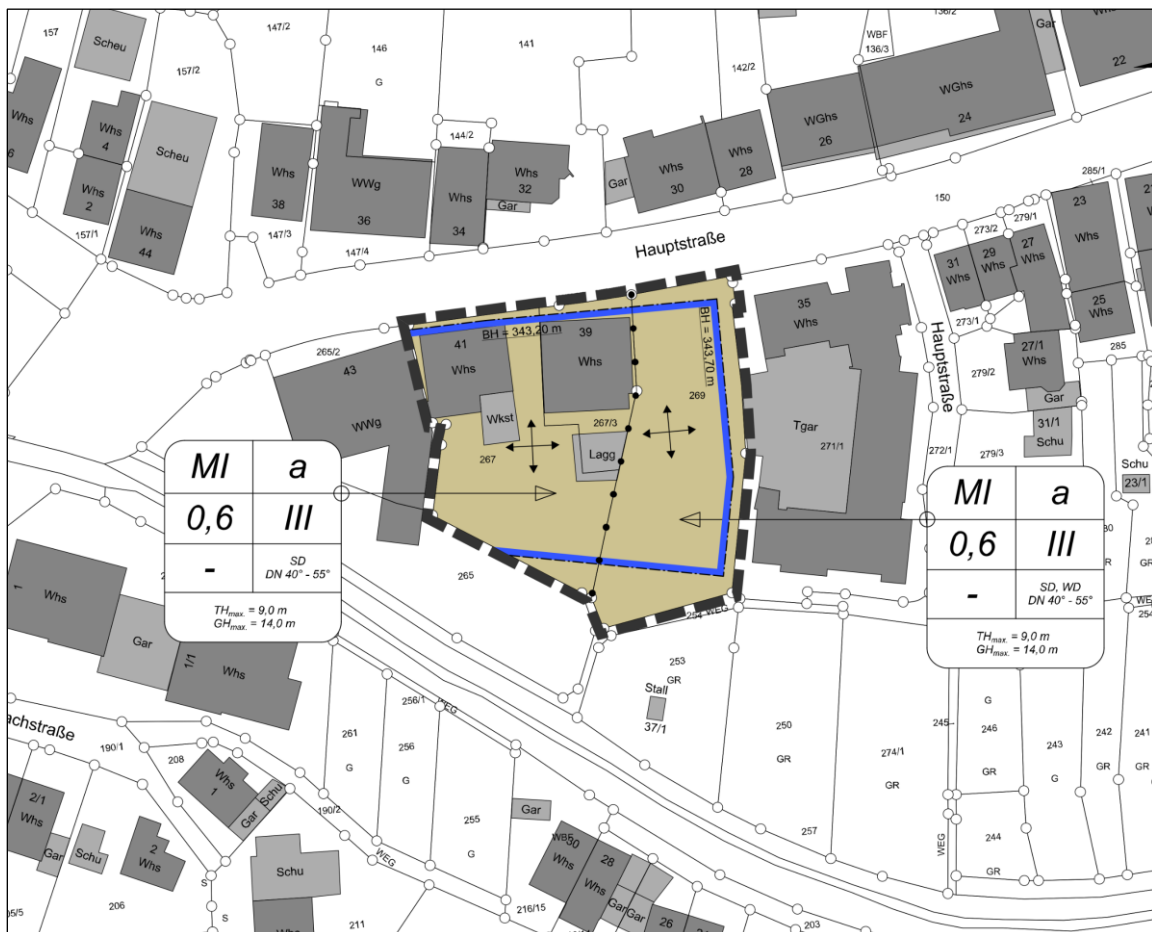 157
Scheu
157/2
147/2
146
G
141
142/2
WBF
136/3
136/2
Gar
Whs
22
WGhs
24
WGhs
26
Whs
4
Whs
2
Scheu
Whs
44
157/1
Whs
38
147/3
WWg
36
147/4
144/2
Whs
34
Whs
32
Gar
Gar
Whs
30
Whs
28
150
285/1
Hauptstraße
279/1
273/2
23
Whs
31
Whs
29
Whs
27
Whs
25
Whs
273/1
285
27/1
Whs
279/2
Gar
31/1
Schu
279/3
Schu
23/1
272/1
Hauptstraße
35
Whs
Tgar
271/1
BH = 343,20 m
BH = 343,70 m
41
Whs
39
Whs
Wkst
267/3
Lagg
267
269
265/2
43
WWg
265
MI
a
0,6
III
-
SD
DN 40° - 55°
THmax. = 9,0 m
GHmax. = 14,0 m
MI
a
0,6
III
-
SD, WD
DN 40° - 55°
THmax. = 9,0 m
GHmax. = 14,0 m
254 WEG
253
GR
Stall
37/1
1
Whs
Gar
1/1
Whs
achstraße
190/1
208
Whs
1
Gar
Schu
190/2
WEG
261
G
256/1
WEG
256
G
255
G
Gar
250
GR
274/1
GR
257
245
WEG
G
246
GR
244
GR
243
G
242
GR
241
GR
254
2/1
Whs
Gar
Schu
2
Whs
206
S
S
Schu
211
216/15
30
Whs
28
Whs
Gar
Gar
26
203